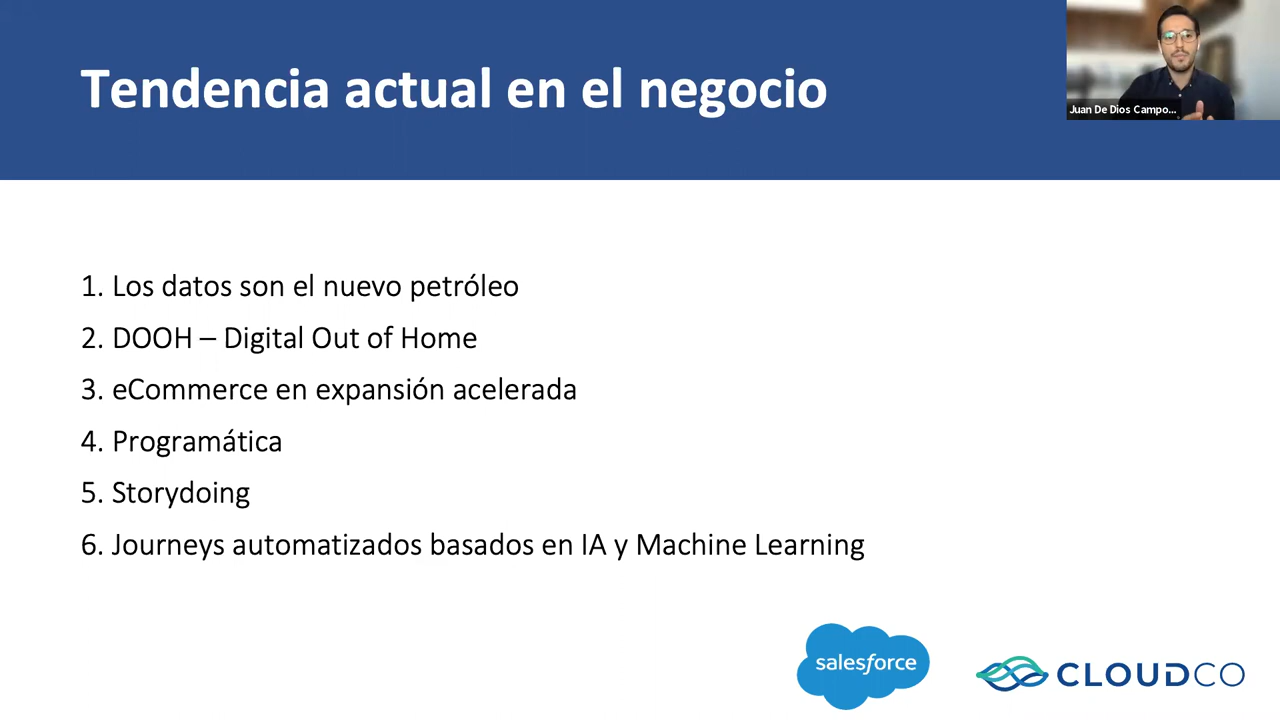 Tendencia actual en el negocio
Juan De Dios Campo...
1. Los datos son el nuevo petróleo
2. DOOH – Digital Out of Home
3. eCommerce en expansión acelerada
4. Programática
5. Storydoing
6. Journeys automatizados basados en IA y Machine Learning
salesforce
CLOUDCO